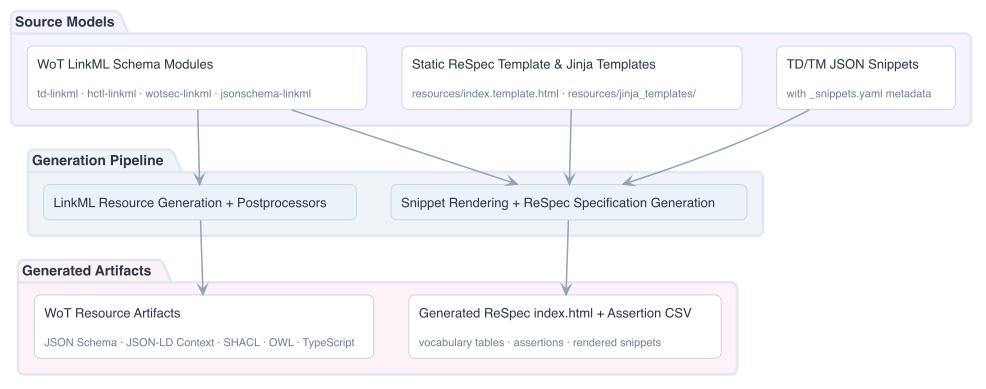 Source Models
WoT LinkML Schema Modules
td-linkml · hctl-linkml · wotsec-linkml · jsonschema-linkml
Static ReSpec Template & Jinja Templates
resources/index.template.html · resources/jinja_templates/
TD/TM JSON Snippets
with _snippets.yaml metadata
Generation Pipeline
LinkML Resource Generation + Postprocessors
Snippet Rendering + ReSpec Specification Generation
Generated Artifacts
WoT Resource Artifacts
JSON Schema · JSON-LD Context · SHACL · OWL · TypeScript
Generated ReSpec index.html + Assertion CSV
vocabulary tables · assertions · rendered snippets